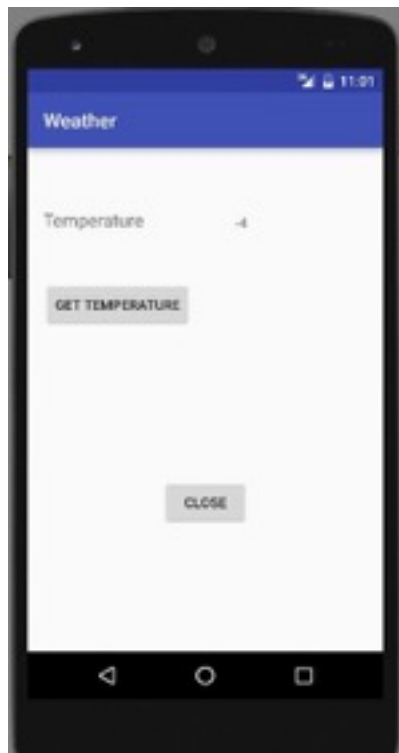 11:01
Weather
Temperature -4
GET TEMPERATURE
CLOSE